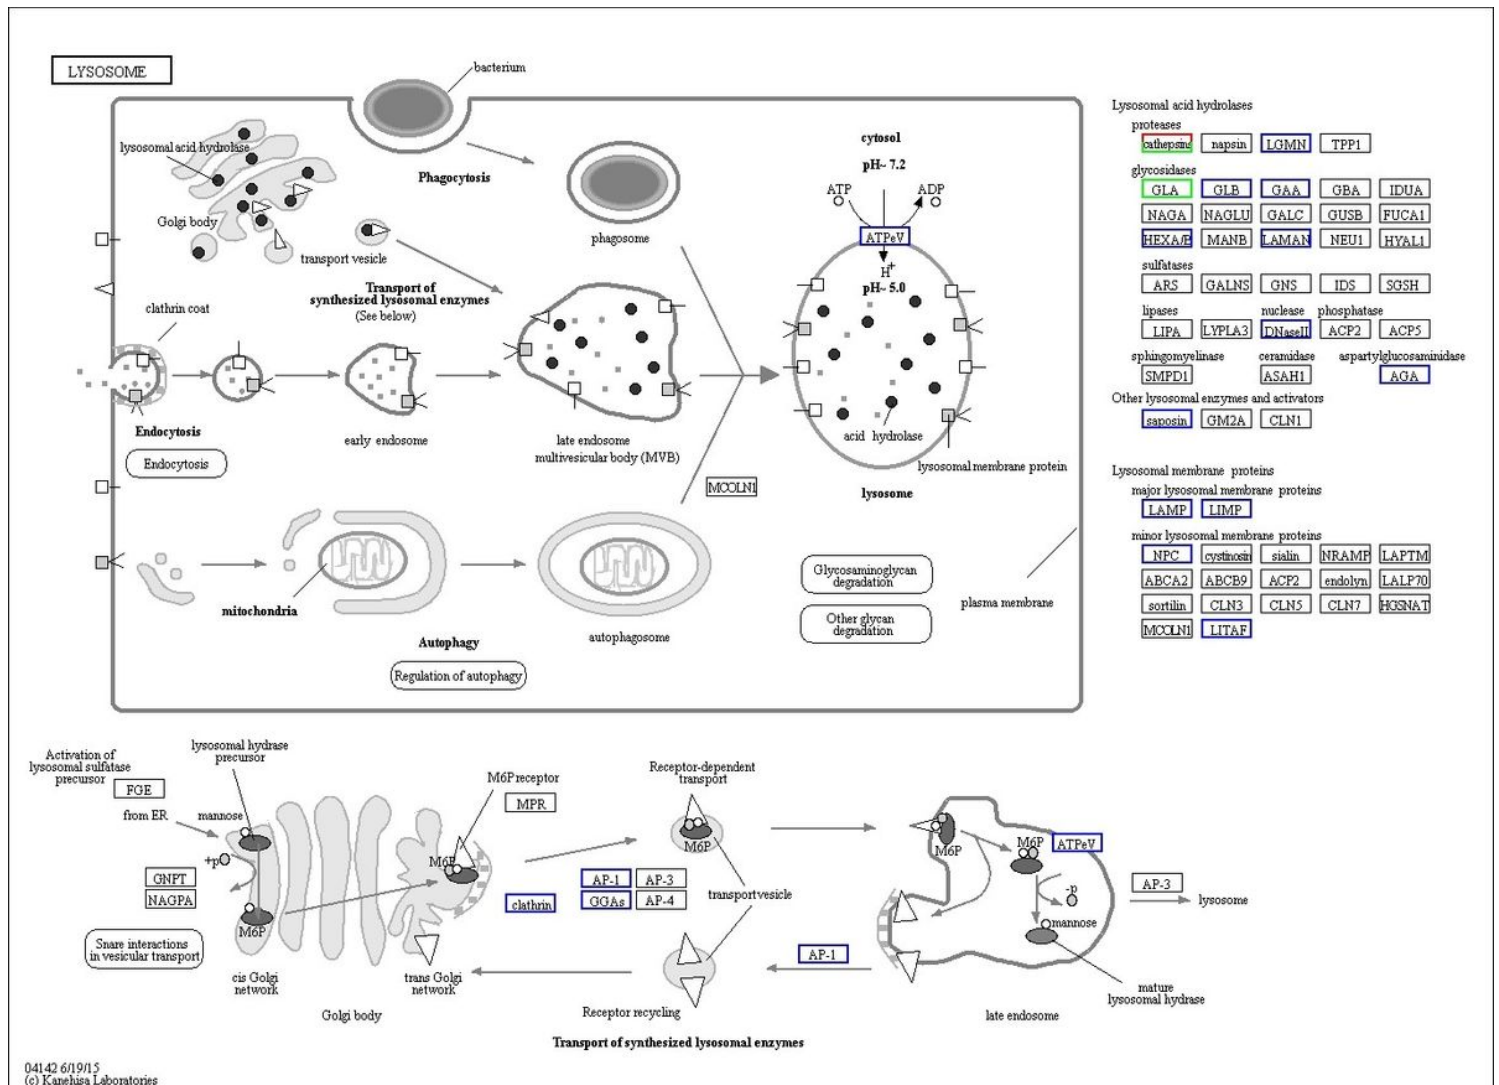 LYSOSOME
bacterium
lysosomal acid hydrolase
Golgi body
Phagocytosis
phagosome
transport vesicle
Transport of
synthesized lysosomal enzymes
(See below)
cytosol
pH~ 7.2
ATP
ADP
ATPeV
H+
pH~ 5.0
clathrin coat
Endocytosis
Endocytosis
early endosome
late endosome
multivesicular body (MVB)
MCOLN1
acid hydrolase
lysosomal membrane protein
lysosome
mitochondria
Autophagy
Regulation of autophagy
autophagosome
Glycosaminoglycan
degradation
Other glycan
degradation
plasma membrane
Lysosomal acid hydrolases
proteases
cathepsins napsin LGMN TPP1
glycosidases
GLA GLB GAA GBA IDUA
NAGA NAGLU GALC GUSB FUCA1
HEXA/B MANB LAMAN NEU1 HYAL1
sulfatases
ARS GALNS GNS IDS SGSH
lipases nuclease phosphatase
LIPA LYPLA3 DNaseII ACP2 ACP5
sphingomyelinase ceramidase aspartylglucosaminidase
SMPD1 ASAH1 AGA
Other lysosomal enzymes and activators
saposin GM2A CLN1
Lysosomal membrane proteins
major lysosomal membrane proteins
LAMP LIMP
minor lysosomal membrane proteins
NPC cystinosin sialin NRAMP LAPTM
ABCA2 ABCB9 ACP2 endolyn LALP70
sortilin CLN3 CLN5 CLN7 HGSNAT
MCOLN1 LITAF
Activation of
lysosomal sulfatase
precursor
FGE
lysosomal hydrase
precursor
from ER
mannose
+p
GNPT
NAGPA
M6P
Snare interactions
in vesicular transport
cis Golgi
network
Golgi body
trans Golgi
network
M6P
M6P receptor
MPR
clathrin
AP-1 AP-3
GGAs AP-4
Receptor-dependent
transport
M6P
transport vesicle
Receptor recycling
Transport of synthesized lysosomal enzymes
AP-1
M6P
M6P
ATPeV
-p
mannose
mature
lysosomal hydrase
late endosome
AP-3
lysosome
04142 6/19/15
(c) Kanehisa Laboratories